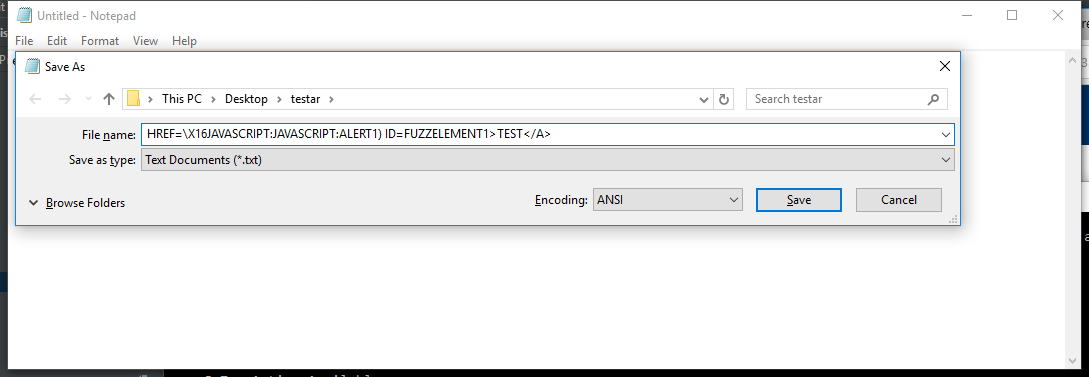 Untitled - Notepad
File Edit Format View Help
Save As
This PC > Desktop > testar >
Search testar
File name: HREF=\X16JAVASCRIPT:JAVASCRIPT:ALERT1) ID=FUZZELEMENT1>TEST</A>
Save as type: Text Documents (*.txt)
Browse Folders
Encoding: ANSI
Save
Cancel